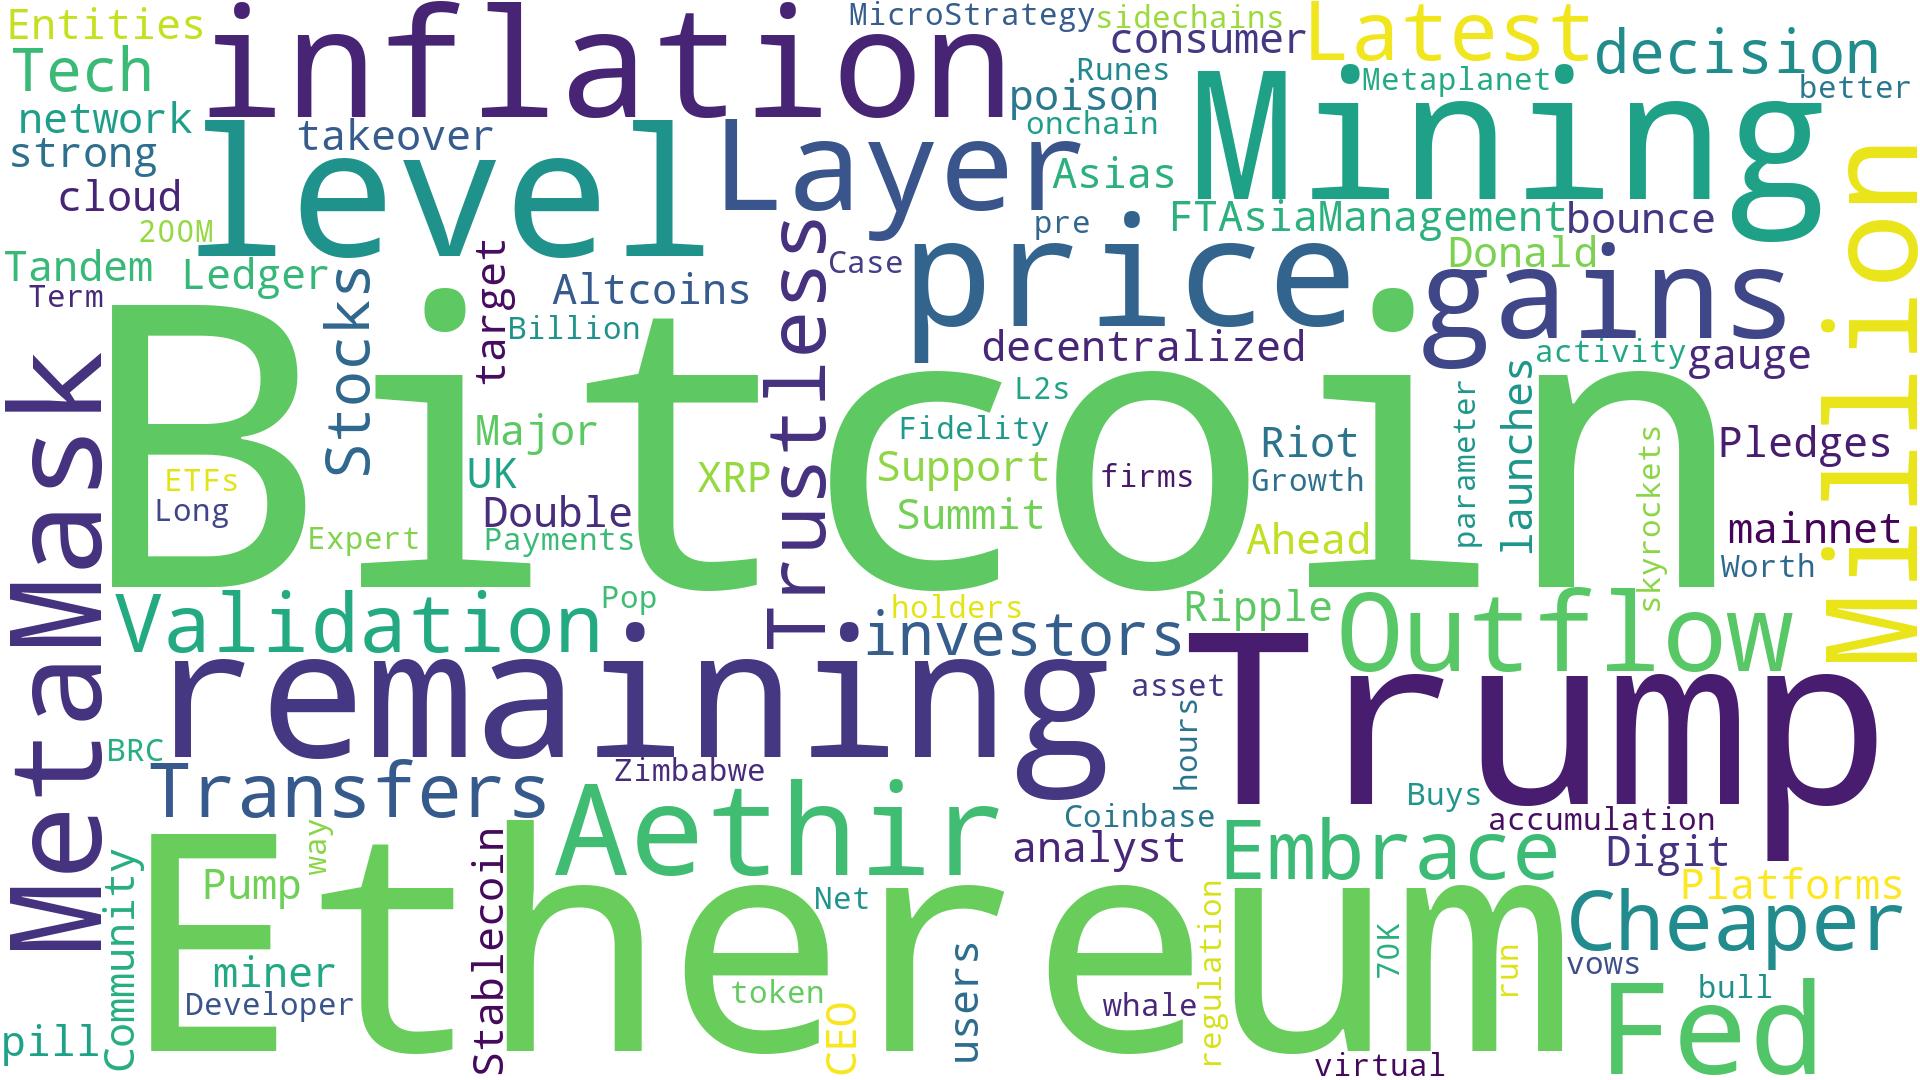 Entities
inflation
MicroStrategy
sidechains
consumer
Latest
decision
Tech
Runes
Metaplanet
better
network
poison
Mining
onchain
takeover
level
Layer
strong
Asias
cloud
200M
pre
FTAsiaManagement
bounce
Million
Tandem
Ledger
Stocks
target
Altcoins
Trustless
Case
price
Donald
gains
Term
Billion
decentralized
activity
gauge
MetaMask
Bitcoin
L2s
Major
Fidelity
Riot
parameter
launches
Pledges
ETFs
UK
XRP
Support
firms
Growth
skyrockets
Long
Double
Summit
mainnet
Expert
Payments
Ahead
Worth
Validation
Pop
holders
investors
Ripple
Outflow
remaining
asset
Trump
hours
BRC
Transfers
Zimbabwe
Aethir
Coinbase
Buys
accumulation
analyst
Embrace
Digit
Community
way
Pump
Stablecoin
Ethereum
Net
Platforms
Cheaper
miner
Developer
token
CEO
users
whale
regulation
70K
run
vows
bull
Fed
pill
virtual